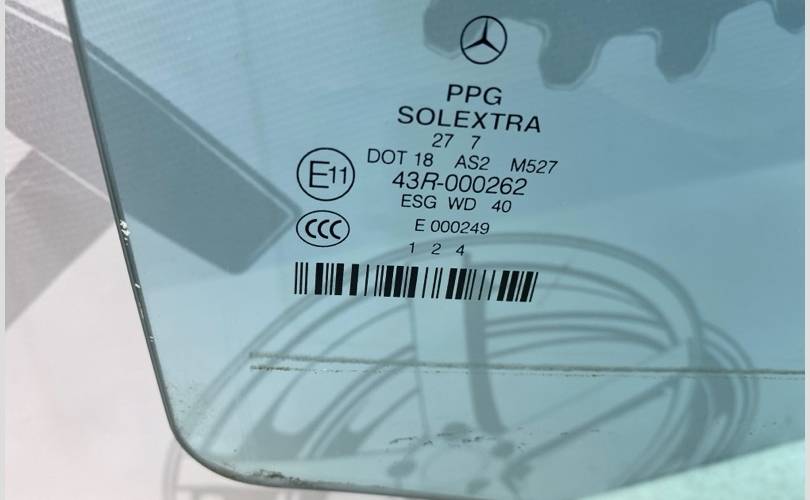 PPG
SOLEXTRA
27 7
DOT 18 AS2 M527
E11
43R-000262
ESG WD 40
CCC
E 000249
1 2 4